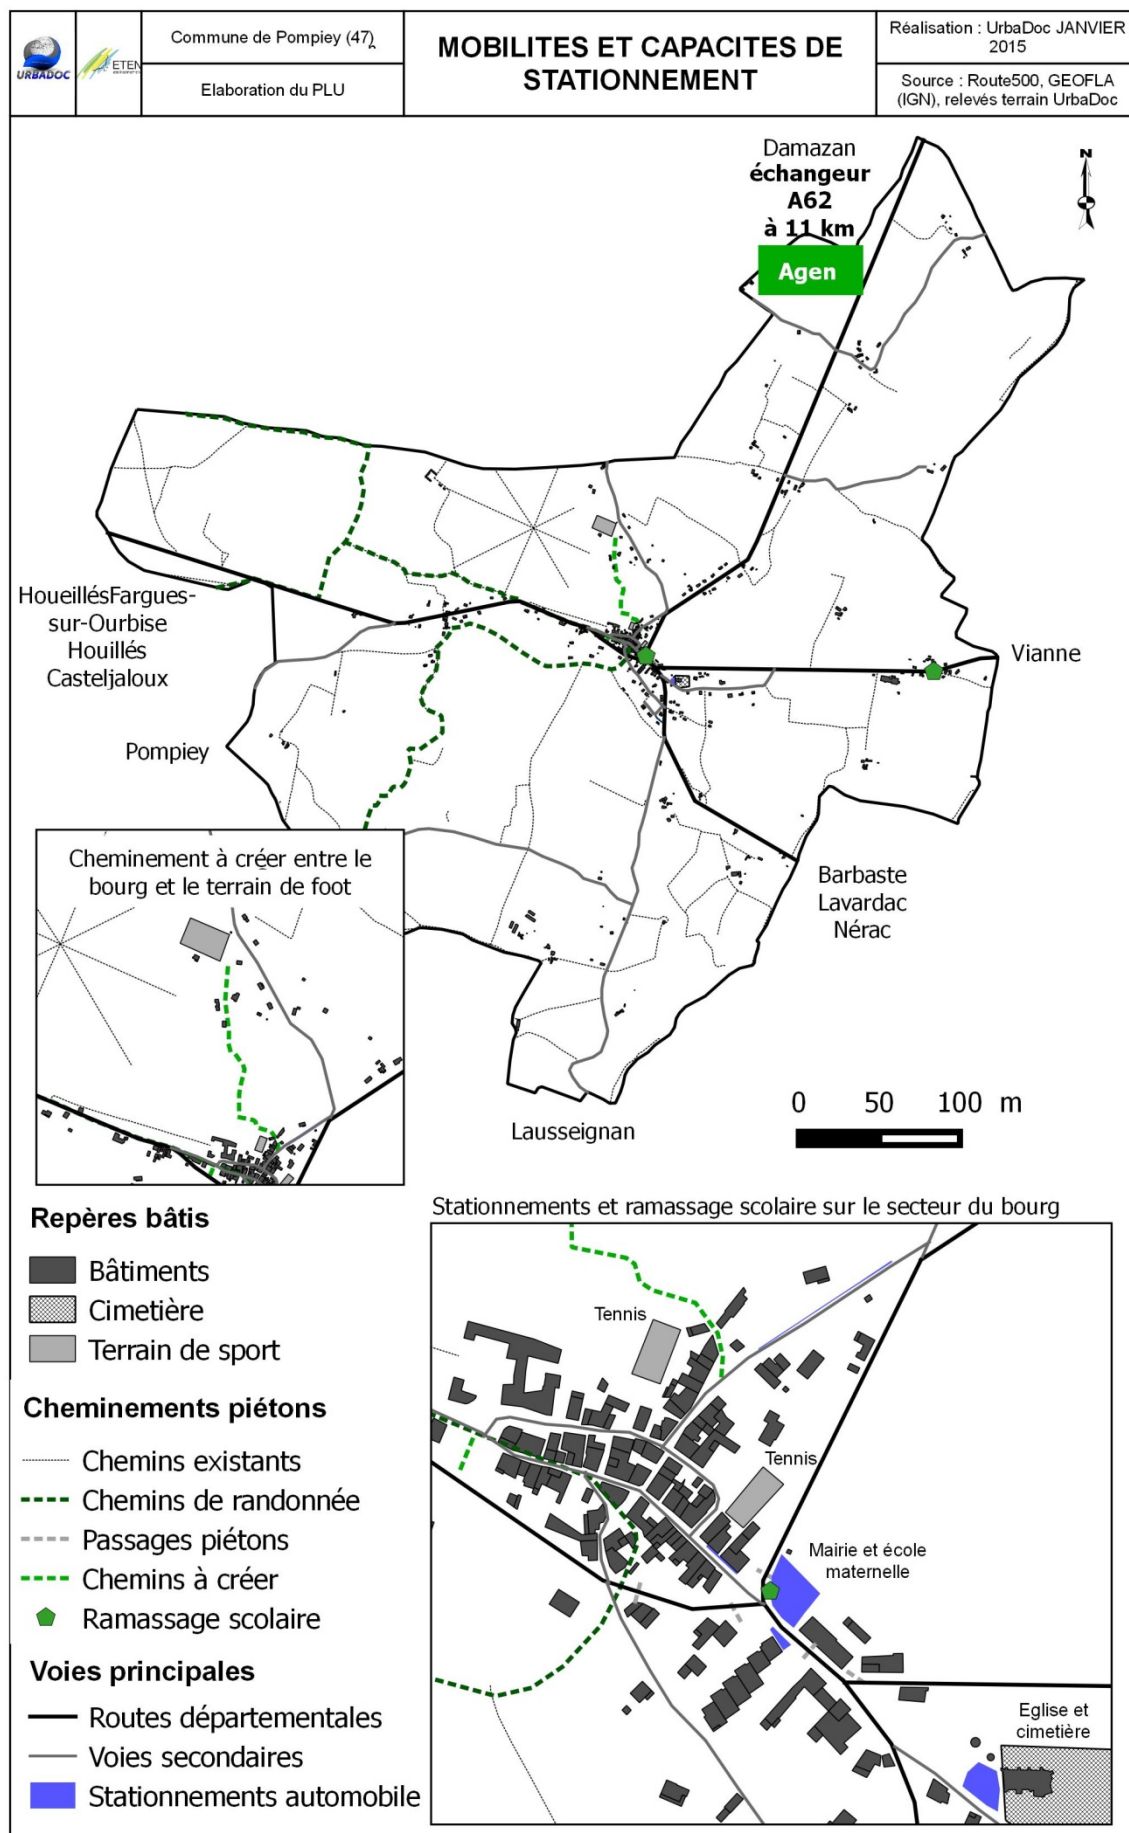 URBADOC
ETEN
Commune de Pompiey (47)
Elaboration du PLU
MOBILITES ET CAPACITES DE
STATIONNEMENT
Réalisation : UrbaDoc JANVIER
2015
Source : Route500, GEOFLA
(IGN), relevés terrain UrbaDoc
Damazan
échangeur
A62
à 11 km
Agen
N
HoueillésFargues-
sur-Ourbise
Houillés
Casteljaloux
Vianne
Pompiey
Barbaste
Lavardac
Nérac
Lausseignan
0 50 100 m
Cheminement à créer entre le
bourg et le terrain de foot
Repères bâtis
Bâtiments
Cimetière
Terrain de sport
Cheminements piétons
Chemins existants
Chemins de randonnée
Passages piétons
Chemins à créer
Ramassage scolaire
Voies principales
Routes départementales
Voies secondaires
Stationnements automobile
Stationnements et ramassage scolaire sur le secteur du bourg
Tennis
Tennis
Mairie et école
maternelle
Eglise et
cimetière